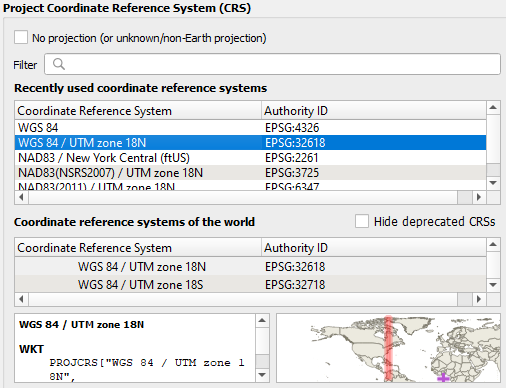 Project Coordinate Reference System (CRS)
No projection (or unknown/non-Earth projection)
Filter
Recently used coordinate reference systems
Coordinate Reference System Authority ID
WGS 84 EPSG:4326
WGS 84 / UTM zone 18N EPSG:32618
NAD83 / New York Central (ftUS) EPSG:2261
NAD83(NSRS2007) / UTM zone 18N EPSG:3725
NAD83(2011) / UTM zone 18N EPSG:6347
Coordinate reference systems of the world Hide deprecated CRSs
Coordinate Reference System Authority ID
WGS 84 / UTM zone 18N EPSG:32618
WGS 84 / UTM zone 18S EPSG:32718
WGS 84 / UTM zone 18N
WKT
PROJCRS["WGS 84 / UTM zone 1
8N",